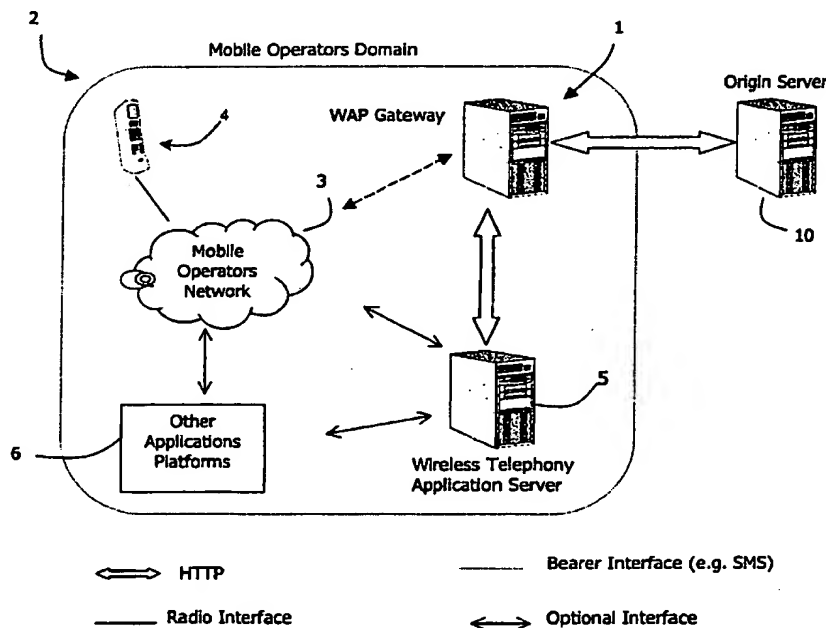 2
Mobile Operators Domain
1
Origin Server
4
WAP Gateway
3
10
Mobile
Operators
Network
5
Other
Applications
Platforms
6
Wireless Telephony
Application Server
HTTP
Bearer Interface (e.g. SMS)
Radio Interface
Optional Interface